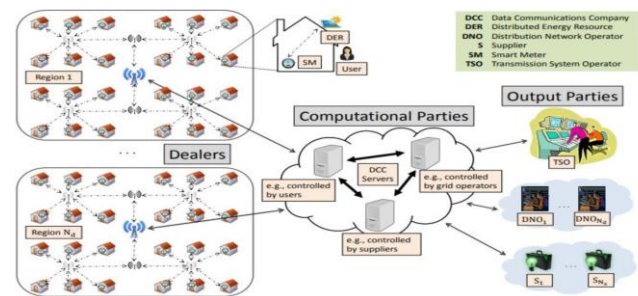 DCC Data Communications Company
DER Distributed Energy Resource
DNO Distribution Network Operator
S Supplier
SM Smart Meter
TSO Transmission System Operator
DER
SM
User
Region 1
Computational Parties
Output Parties
Dealers
...
DCC
Servers
TSO
e.g., controlled
by users
e.g., controlled
by grid operators
e.g., controlled
by suppliers
Region Nd
DNO1 ... DNONd
S1 ... SNs